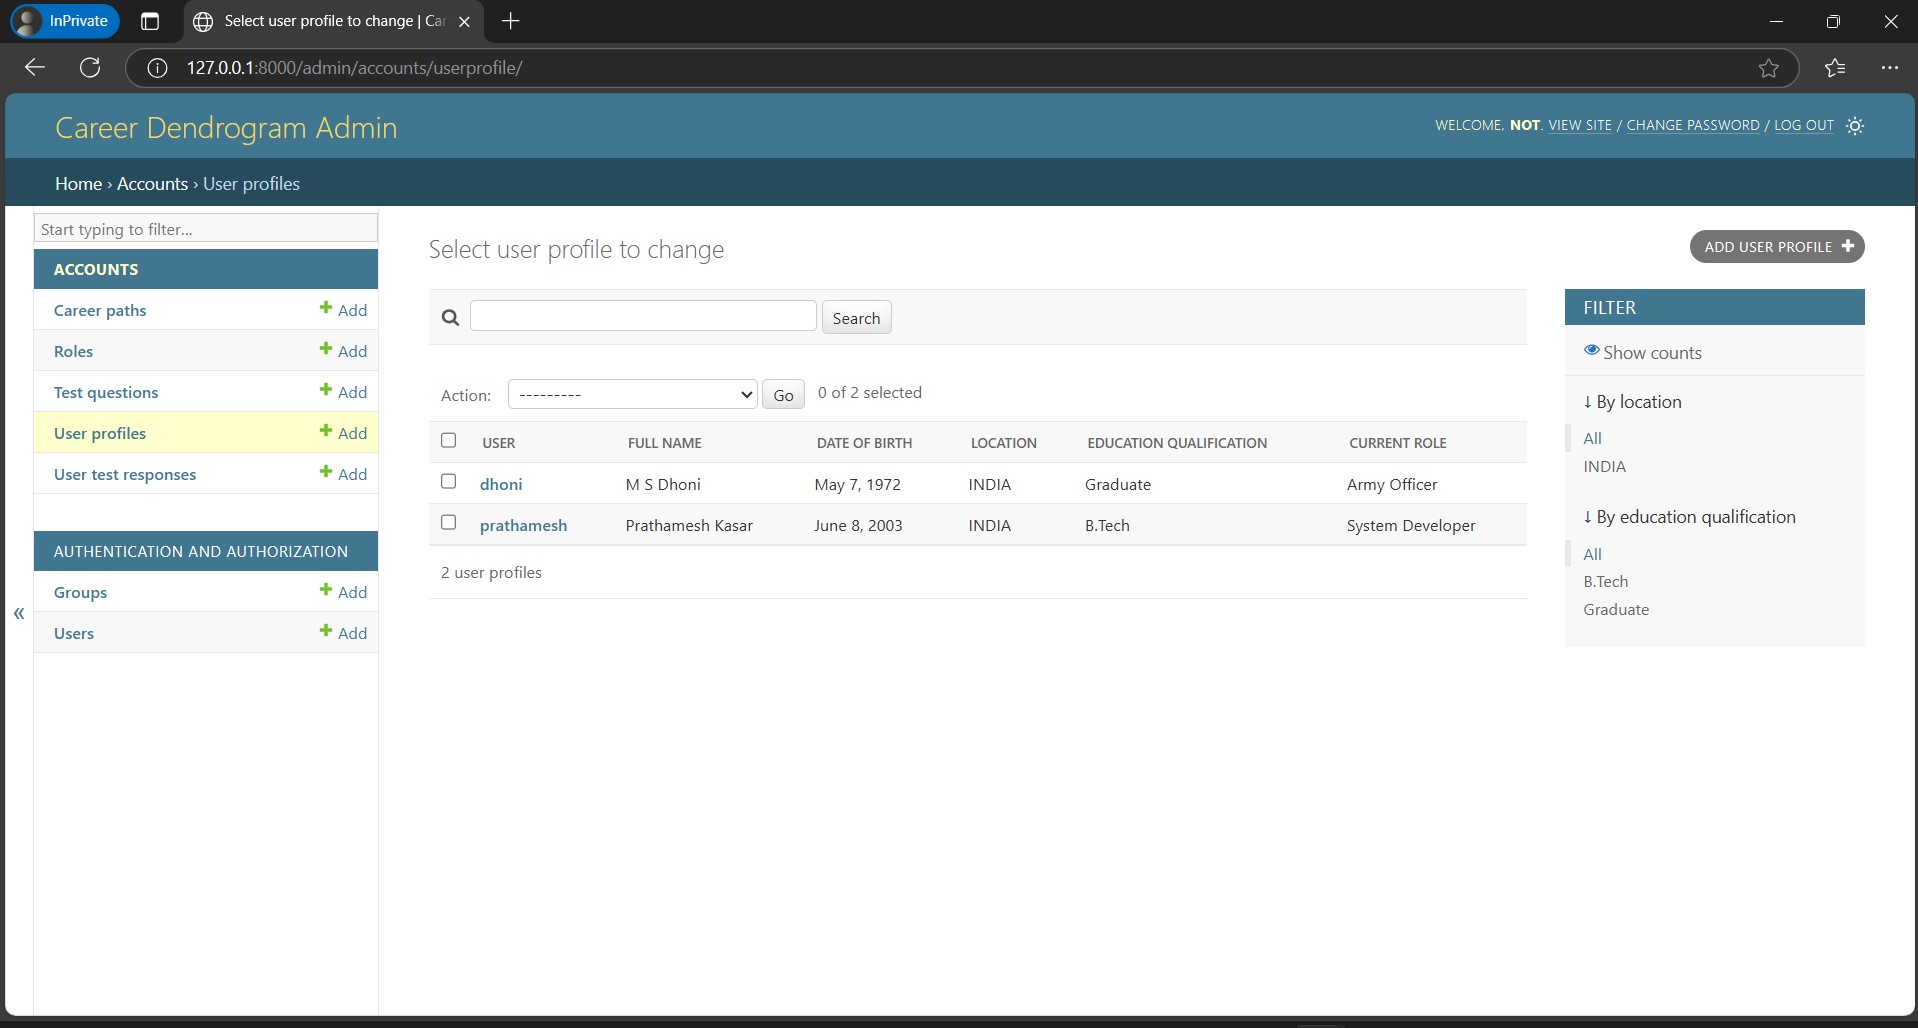 InPrivate
Select user profile to change | Car
127.0.0.1:8000/admin/accounts/userprofile/
Career Dendrogram Admin
WELCOME, NOT. VIEW SITE / CHANGE PASSWORD / LOG OUT
Home › Accounts › User profiles
Start typing to filter...
ACCOUNTS
Career paths + Add
Roles + Add
Test questions + Add
User profiles + Add
User test responses + Add
AUTHENTICATION AND AUTHORIZATION
Groups + Add
Users + Add
«
Select user profile to change
ADD USER PROFILE +
Search
Action: --------- Go 0 of 2 selected
USER FULL NAME DATE OF BIRTH LOCATION EDUCATION QUALIFICATION CURRENT ROLE
dhoni M S Dhoni May 7, 1972 INDIA Graduate Army Officer
prathamesh Prathamesh Kasar June 8, 2003 INDIA B.Tech System Developer
2 user profiles
FILTER
Show counts
↓ By location
All
INDIA
↓ By education qualification
All
B.Tech
Graduate